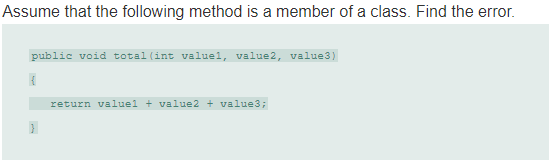 Assume that the following method is a member of a class. Find the error.
public void total(int value1, value2, value3)
{
return value1 + value2 + value3;
}